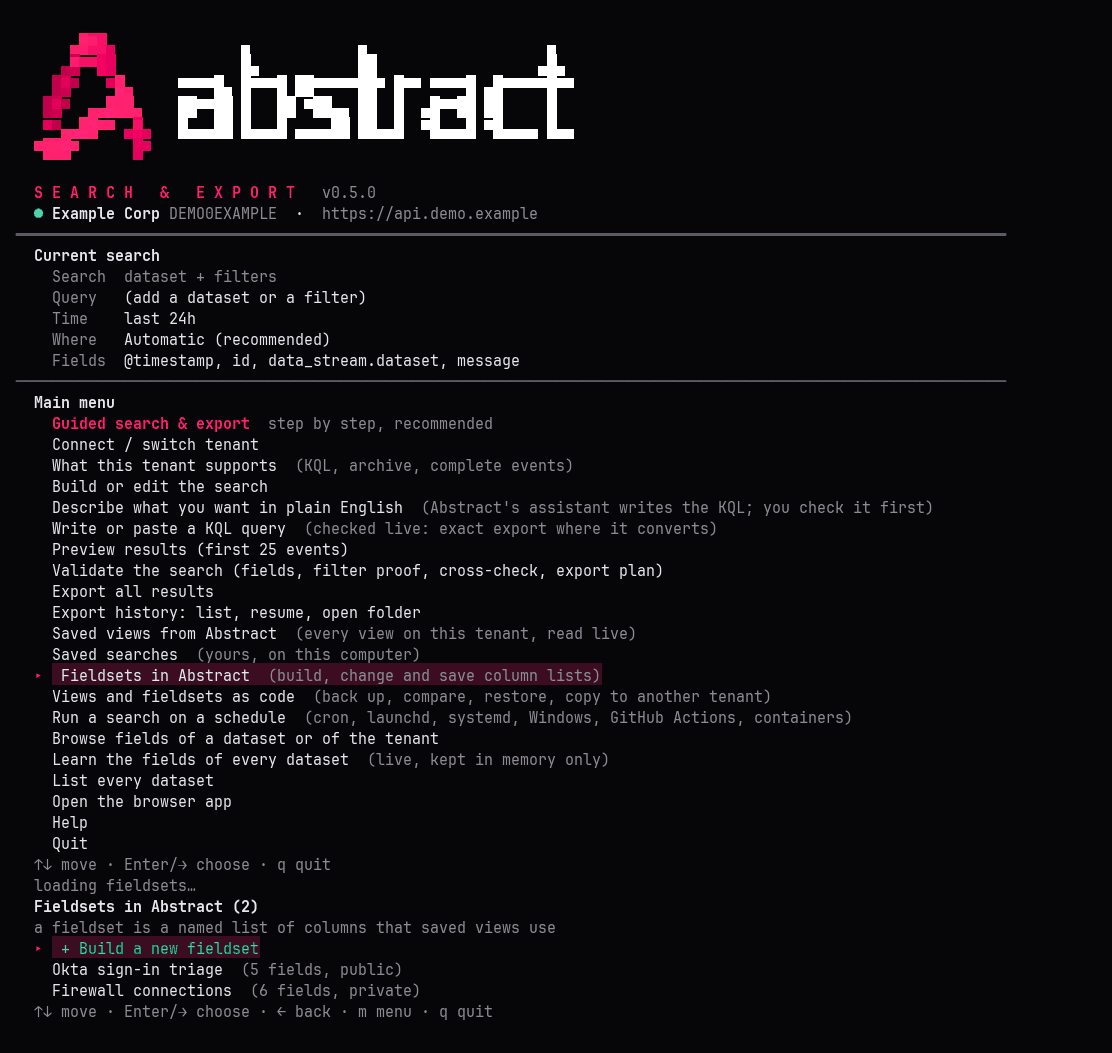 abstract
SEARCH & EXPORT v0.5.0
● Example Corp DEMO0EXAMPLE · https://api.demo.example
Current search
Search dataset + filters
Query (add a dataset or a filter)
Time last 24h
Where Automatic (recommended)
Fields @timestamp, id, data_stream.dataset, message
Main menu
Guided search & export step by step, recommended
Connect / switch tenant
What this tenant supports (KQL, archive, complete events)
Build or edit the search
Describe what you want in plain English (Abstract's assistant writes the KQL; you check it first)
Write or paste a KQL query (checked live: exact export where it converts)
Preview results (first 25 events)
Validate the search (fields, filter proof, cross-check, export plan)
Export all results
Export history: list, resume, open folder
Saved views from Abstract (every view on this tenant, read live)
Saved searches (yours, on this computer)
▸ Fieldsets in Abstract (build, change and save column lists)
Views and fieldsets as code (back up, compare, restore, copy to another tenant)
Run a search on a schedule (cron, launchd, systemd, Windows, GitHub Actions, containers)
Browse fields of a dataset or of the tenant
Learn the fields of every dataset (live, kept in memory only)
List every dataset
Open the browser app
Help
Quit
↑↓ move · Enter/→ choose · q quit
loading fieldsets…
Fieldsets in Abstract (2)
a fieldset is a named list of columns that saved views use
▸ + Build a new fieldset
Okta sign-in triage (5 fields, public)
Firewall connections (6 fields, private)
↑↓ move · Enter/→ choose · ← back · m menu · q quit